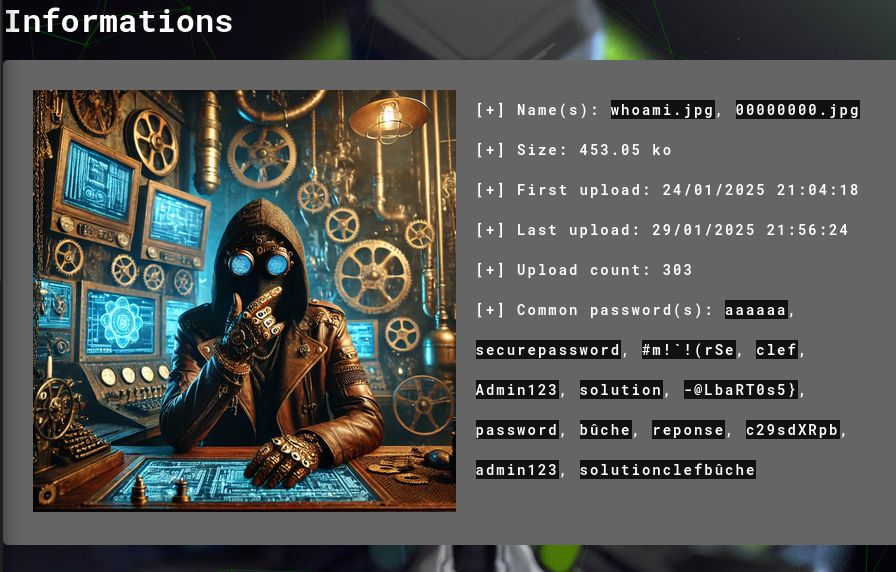 Informations
[+] Name(s): whoami.jpg, 00000000.jpg
[+] Size: 453.05 ko
[+] First upload: 24/01/2025 21:04:18
[+] Last upload: 29/01/2025 21:56:24
[+] Upload count: 303
[+] Common password(s): aaaaaa,
securepassword, #m!`!(rSe, clef,
Admin123, solution, -@LbaRT0s5},
password, bûche, reponse, c29sdXRpb,
admin123, solutionclefbûche